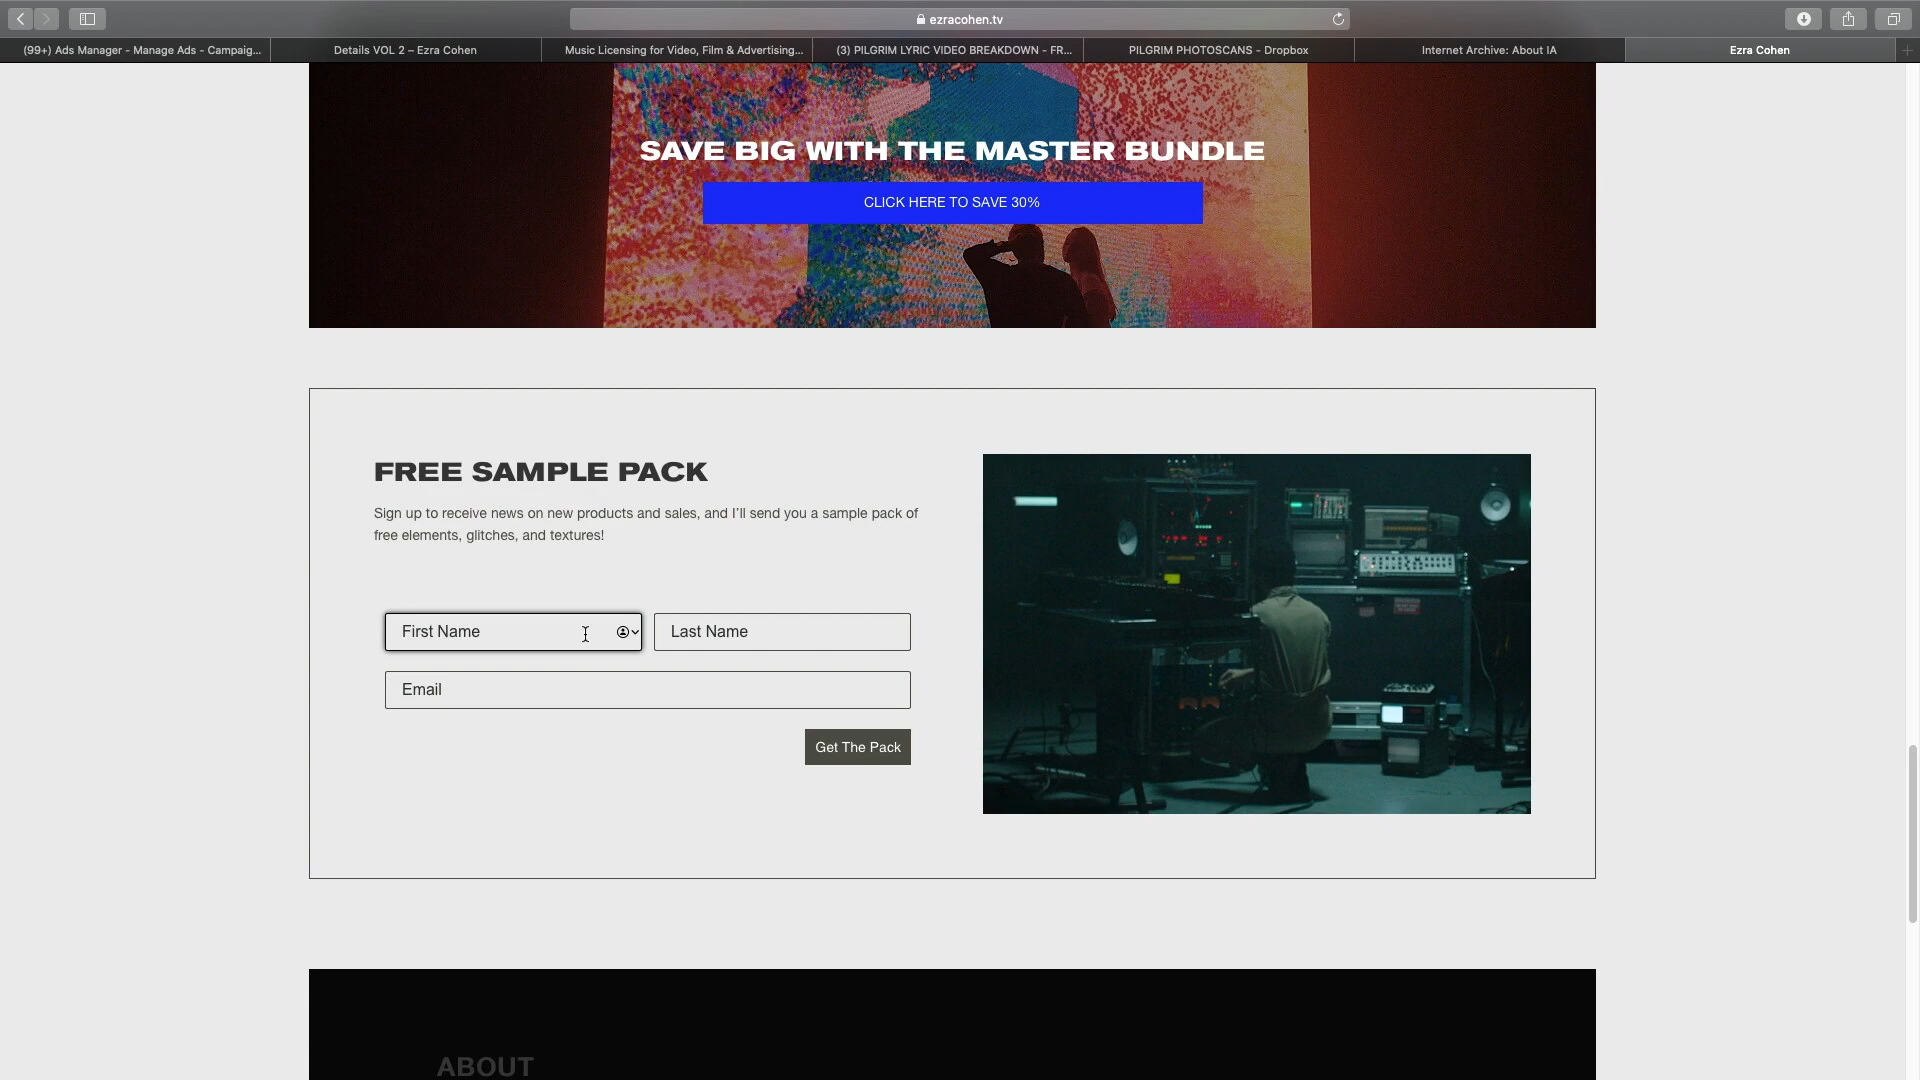 ezracohen.tv
(99+) Ads Manager - Manage Ads - Campaig...
Details VOL 2 – Ezra Cohen
Music Licensing for Video, Film & Advertising...
(3) PILGRIM LYRIC VIDEO BREAKDOWN - FR...
PILGRIM PHOTOSCANS - Dropbox
Internet Archive: About IA
Ezra Cohen
SAVE BIG WITH THE MASTER BUNDLE
CLICK HERE TO SAVE 30%
FREE SAMPLE PACK
Sign up to receive news on new products and sales, and I'll send you a sample pack of
free elements, glitches, and textures!
First Name
Last Name
Email
Get The Pack
ABOUT